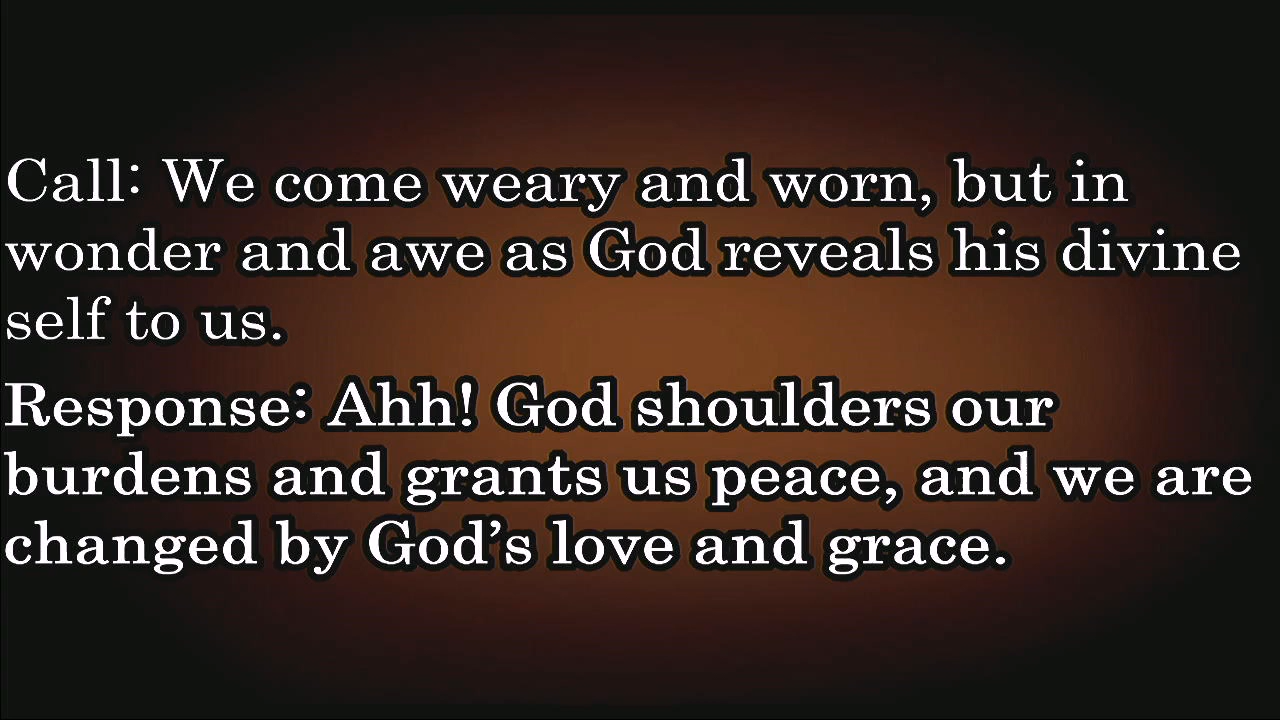 Call: We come weary and worn, but in
wonder and awe as God reveals his divine
self to us.
Response: Ahh! God shoulders our
burdens and grants us peace, and we are
changed by God’s love and grace.